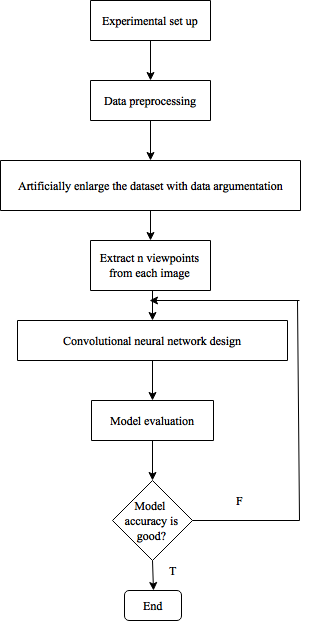 Experimental set up
Data preprocessing
Artificially enlarge the dataset with data argumentation
Extract n viewpoints
from each image
Convolutional neural network design
Model evaluation
Model
accuracy is
good?
F
T
End